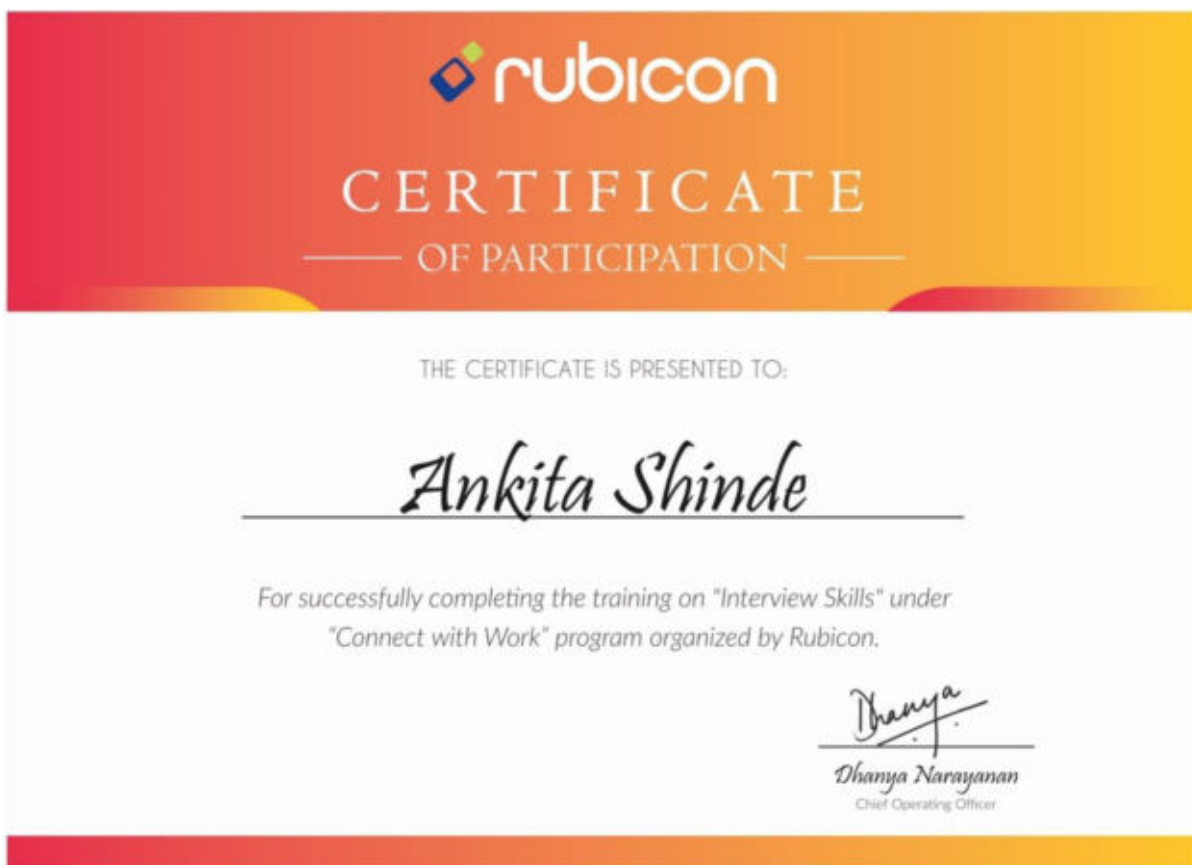 rubicon
CERTIFICATE
OF PARTICIPATION
THE CERTIFICATE IS PRESENTED TO:
Ankita Shinde
For successfully completing the training on "Interview Skills" under
"Connect with Work" program organized by Rubicon.
Dhanya
Dhanya Narayanan
Chief Operating Officer